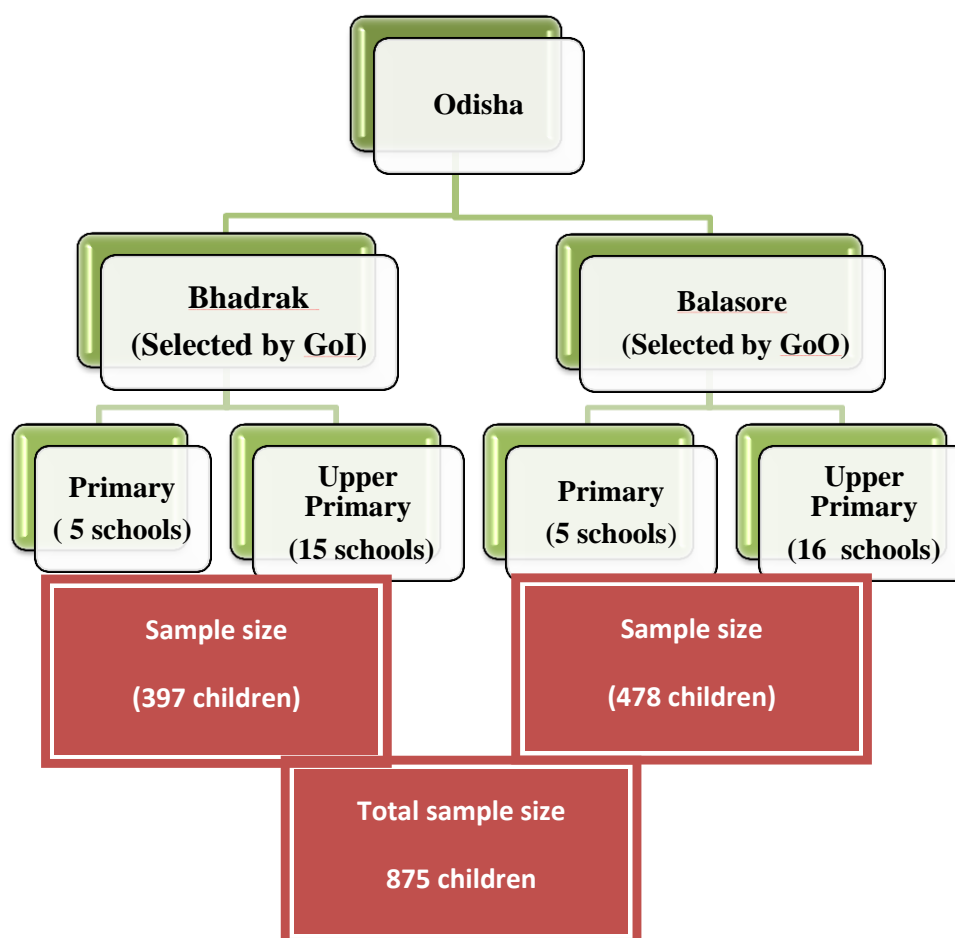 Odisha
Bhadrak
(Selected by GoI)
Balasore
(Selected by GoO)
Primary
( 5 schools)
Upper
Primary
(15 schools)
Primary
(5 schools)
Upper
Primary
(16 schools)
Sample size
(397 children)
Sample size
(478 children)
Total sample size
875 children